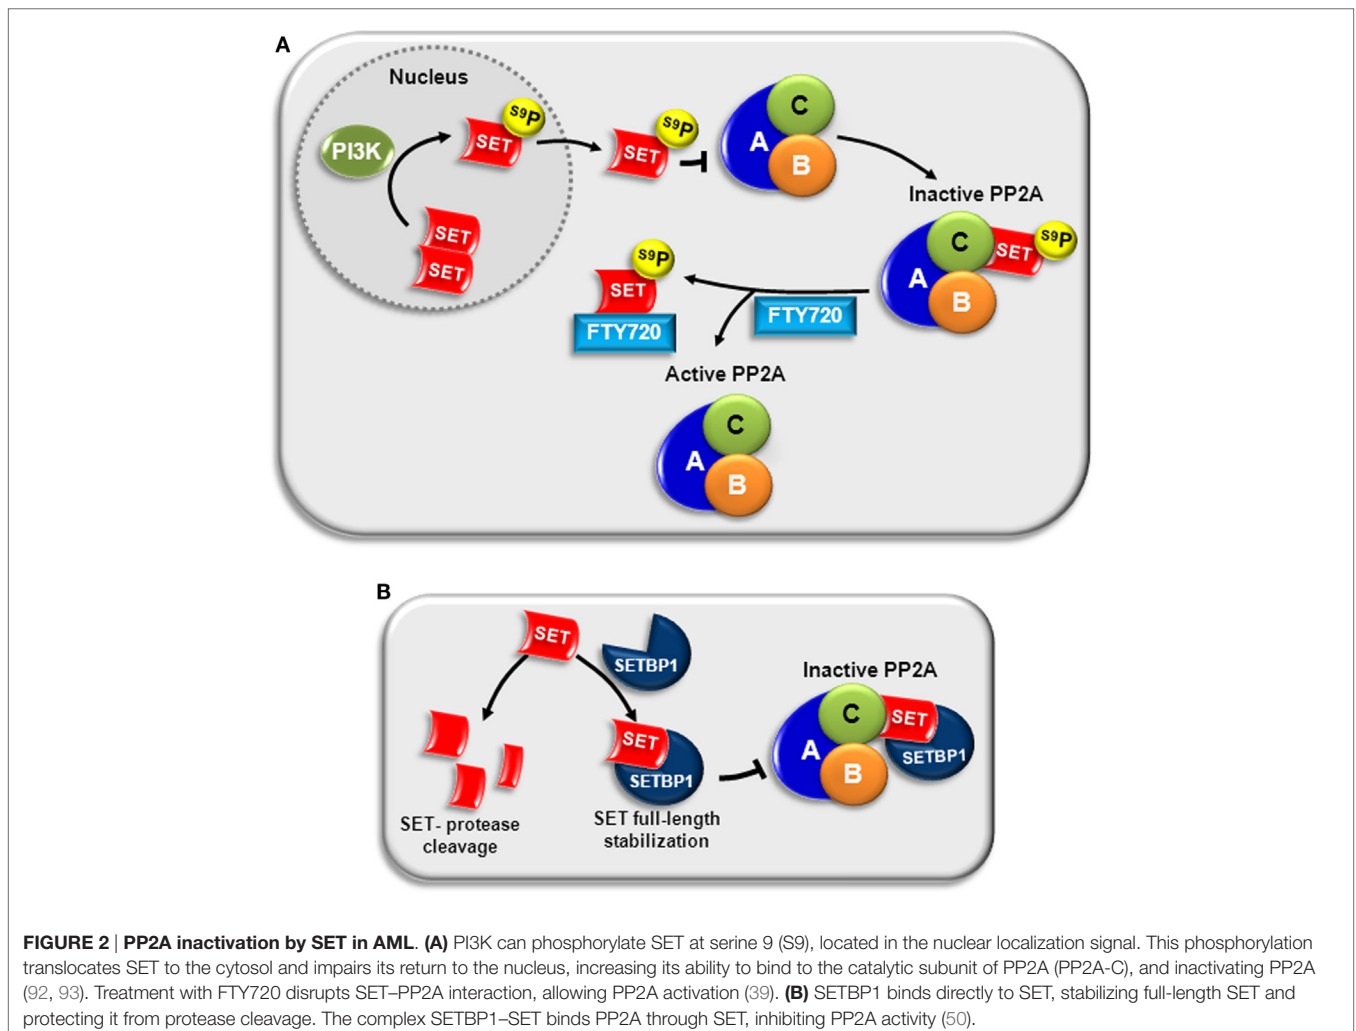 A
Nucleus
PI3K
SET
S9P
SET
SET
SET
S9P
A
C
B
Inactive PP2A
A
C
B
SET
S9P
SET
S9P
FTY720
FTY720
Active PP2A
A
C
B
B
SET
SETBP1
SET- protease
cleavage
SET
SETBP1
SET full-length
stabilization
Inactive PP2A
A
C
B
SET
SETBP1
FIGURE 2 | PP2A inactivation by SET in AML. (A) PI3K can phosphorylate SET at serine 9 (S9), located in the nuclear localization signal. This phosphorylation
translocates SET to the cytosol and impairs its return to the nucleus, increasing its ability to bind to the catalytic subunit of PP2A (PP2A-C), and inactivating PP2A
(92, 93). Treatment with FTY720 disrupts SET–PP2A interaction, allowing PP2A activation (39). (B) SETBP1 binds directly to SET, stabilizing full-length SET and
protecting it from protease cleavage. The complex SETBP1–SET binds PP2A through SET, inhibiting PP2A activity (50).